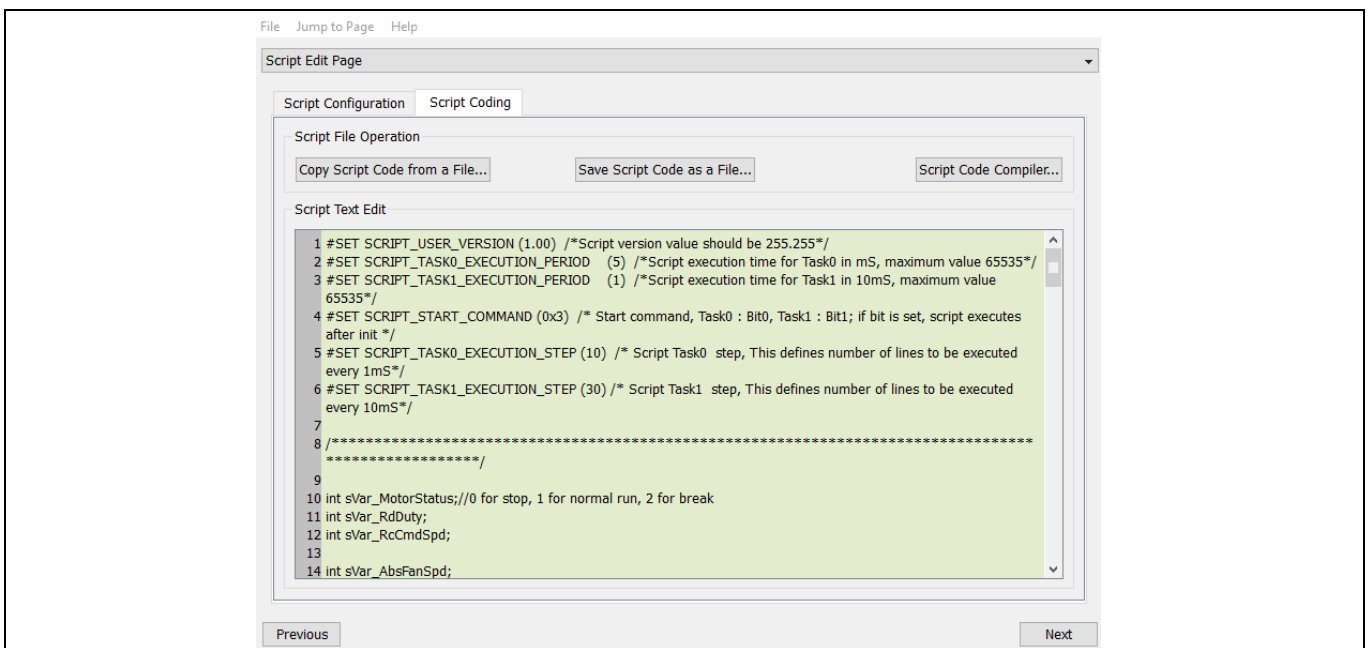 File Jump to Page Help
Script Edit Page
Script Configuration Script Coding
Script File Operation
Copy Script Code from a File... Save Script Code as a File... Script Code Compiler...
Script Text Edit
1 #SET SCRIPT_USER_VERSION (1.00) /*Script version value should be 255.255*/
2 #SET SCRIPT_TASK0_EXECUTION_PERIOD (5) /*Script execution time for Task0 in mS, maximum value 65535*/
3 #SET SCRIPT_TASK1_EXECUTION_PERIOD (1) /*Script execution time for Task1 in 10mS, maximum value
65535*/
4 #SET SCRIPT_START_COMMAND (0x3) /* Start command, Task0 : Bit0, Task1 : Bit1; if bit is set, script executes
after init */
5 #SET SCRIPT_TASK0_EXECUTION_STEP (10) /* Script Task0 step, This defines number of lines to be executed
every 1mS*/
6 #SET SCRIPT_TASK1_EXECUTION_STEP (30) /* Script Task1 step, This defines number of lines to be executed
every 10mS*/
7
8 /**********************************************************************************
******************/
9
10 int sVar_MotorStatus;//0 for stop, 1 for normal run, 2 for break
11 int sVar_RdDuty;
12 int sVar_RcCmdSpd;
13
14 int sVar_AbsFanSpd;
Previous Next